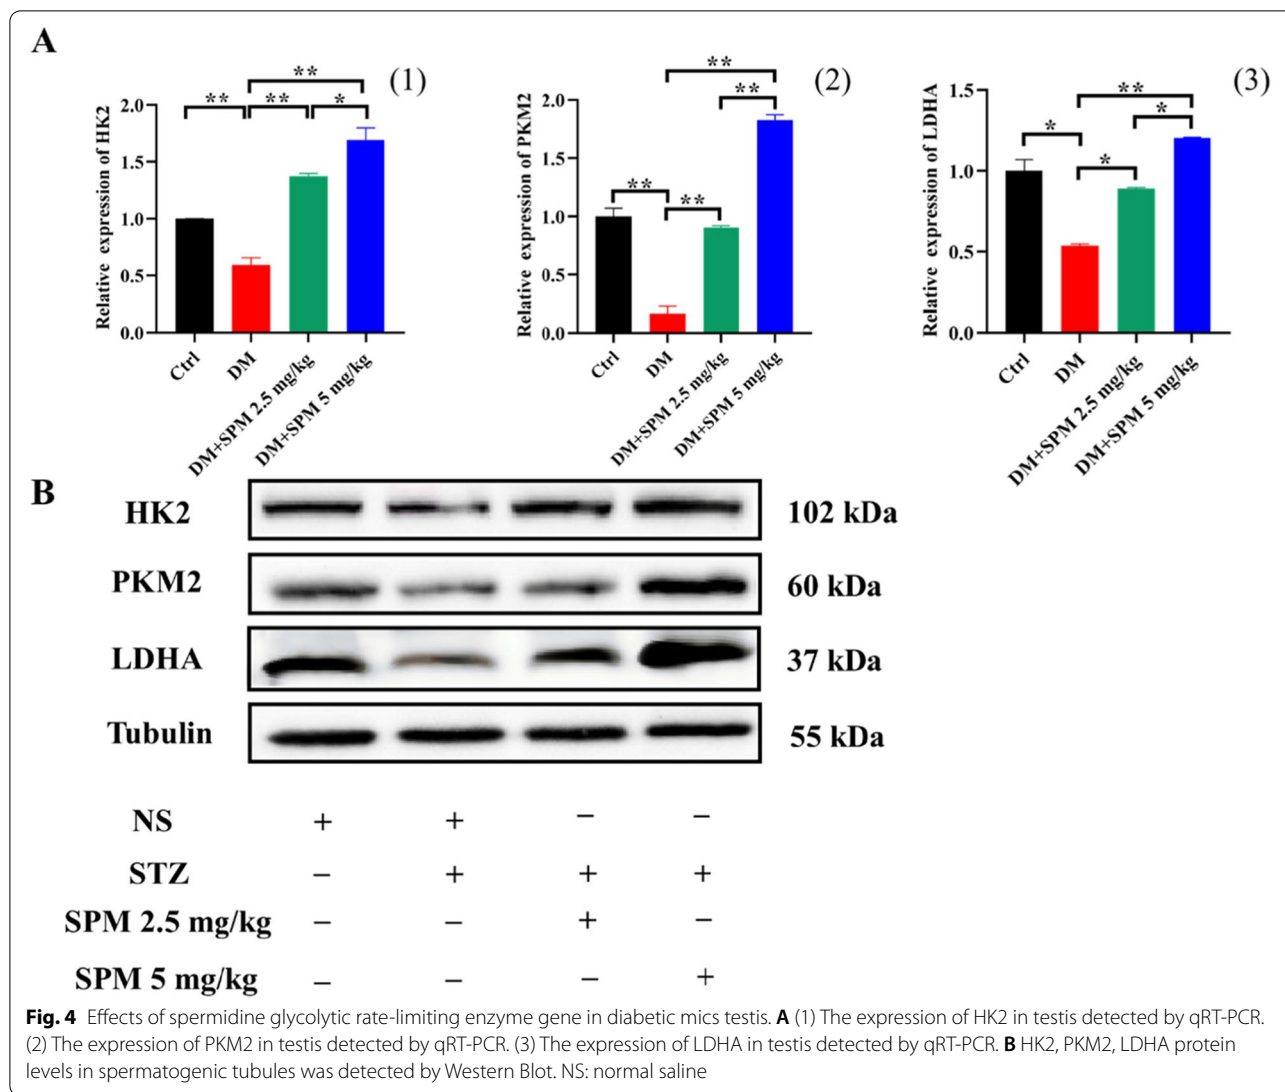 A
(1)
Relative expression of HK2
2.0
1.5
1.0
0.5
0.0
** ** ** *
Ctrl
DM
DM+SPM 2.5 mg/kg
DM+SPM 5 mg/kg
(2)
Relative expression of PKM2
2.0
1.5
1.0
0.5
0.0
** ** ** **
Ctrl
DM
DM+SPM 2.5 mg/kg
DM+SPM 5 mg/kg
(3)
Relative expression of LDHA
1.5
1.0
0.5
0.0
** * * *
Ctrl
DM
DM+SPM 2.5 mg/kg
DM+SPM 5 mg/kg
B
HK2 102 kDa
PKM2 60 kDa
LDHA 37 kDa
Tubulin 55 kDa
NS + + – –
STZ – + + +
SPM 2.5 mg/kg – – + –
SPM 5 mg/kg – – – +
Fig. 4 Effects of spermidine glycolytic rate-limiting enzyme gene in diabetic mics testis. A (1) The expression of HK2 in testis detected by qRT-PCR.
(2) The expression of PKM2 in testis detected by qRT-PCR. (3) The expression of LDHA in testis detected by qRT-PCR. B HK2, PKM2, LDHA protein
levels in spermatogenic tubules was detected by Western Blot. NS: normal saline